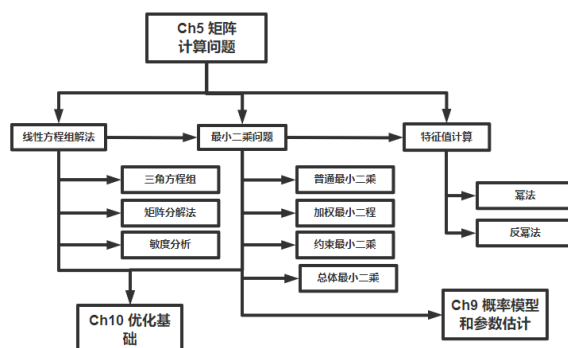 Ch5 矩阵
计算问题
线性方程组解法
最小二乘问题
特征值计算
三角方程组
矩阵分解法
敏度分析
普通最小二乘
加权最小二程
约束最小二乘
总体最小二乘
幂法
反幂法
Ch10 优化基
础
Ch9 概率模型
和参数估计